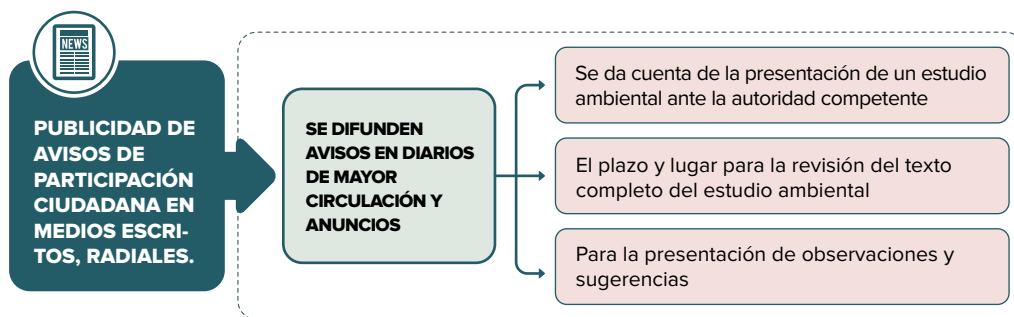 NEWS
PUBLICIDAD DE
AVISOS DE
PARTICIPACIÓN
CIUDADANA EN
MEDIOS ESCRI-
TOS, RADIALES.
SE DIFUNDEN
AVISOS EN DIARIOS
DE MAYOR
CIRCULACIÓN Y
ANUNCIOS
Se da cuenta de la presentación de un estudio
ambiental ante la autoridad competente
El plazo y lugar para la revisión del texto
completo del estudio ambiental
Para la presentación de observaciones y
sugerencias